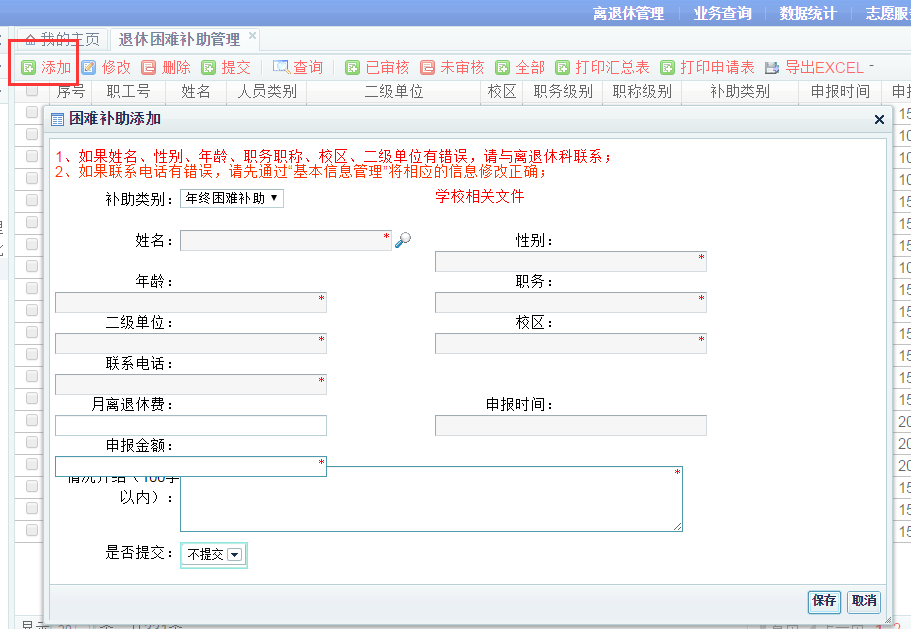 离退休管理 业务查询 数据统计 志愿服
我的主页 退休困难补助管理
添加 修改 删除 提交 查询 已审核 未审核 全部 打印汇总表 打印申请表 导出EXCEL
序号 职工号 姓名 人员类别 二级单位 校区 职务级别 职称级别 补助类别 申报时间 申报
困难补助添加
1、如果姓名、性别、年龄、职务职称、校区、二级单位有错误，请与离退休科联系；
2、如果联系电话有错误，请先通过“基本信息管理”将相应的信息修改正确；
补助类别： 年终困难补助 学校相关文件
姓名： * 性别：
*
年龄： 职务：
* *
二级单位： 校区：
* *
联系电话：
*
月离退休费： 申报时间：
申报金额：
*
情况介绍（100字 *
以内）：
是否提交： 不提交
保存 取消